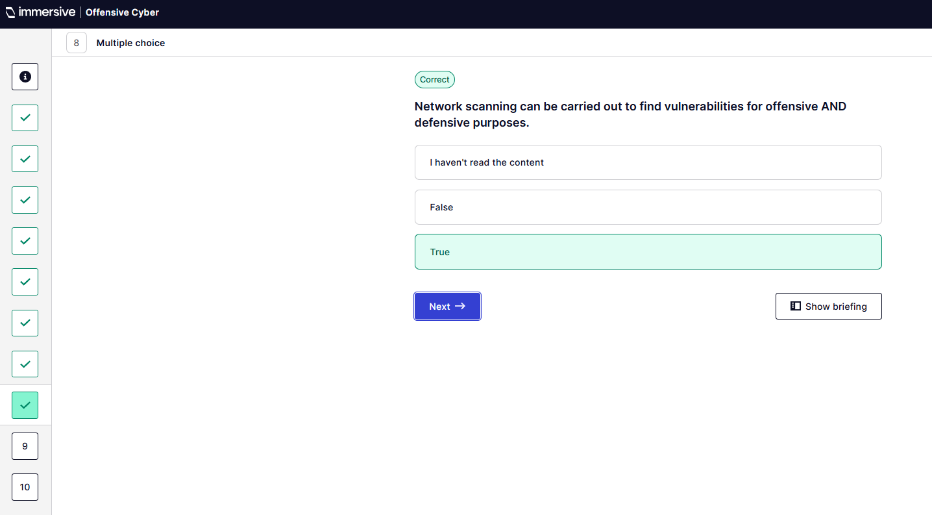 immersive Offensive Cyber
8 Multiple choice
Correct
Network scanning can be carried out to find vulnerabilities for offensive AND
defensive purposes.
I haven't read the content
False
True
Next → Show briefing
9
10